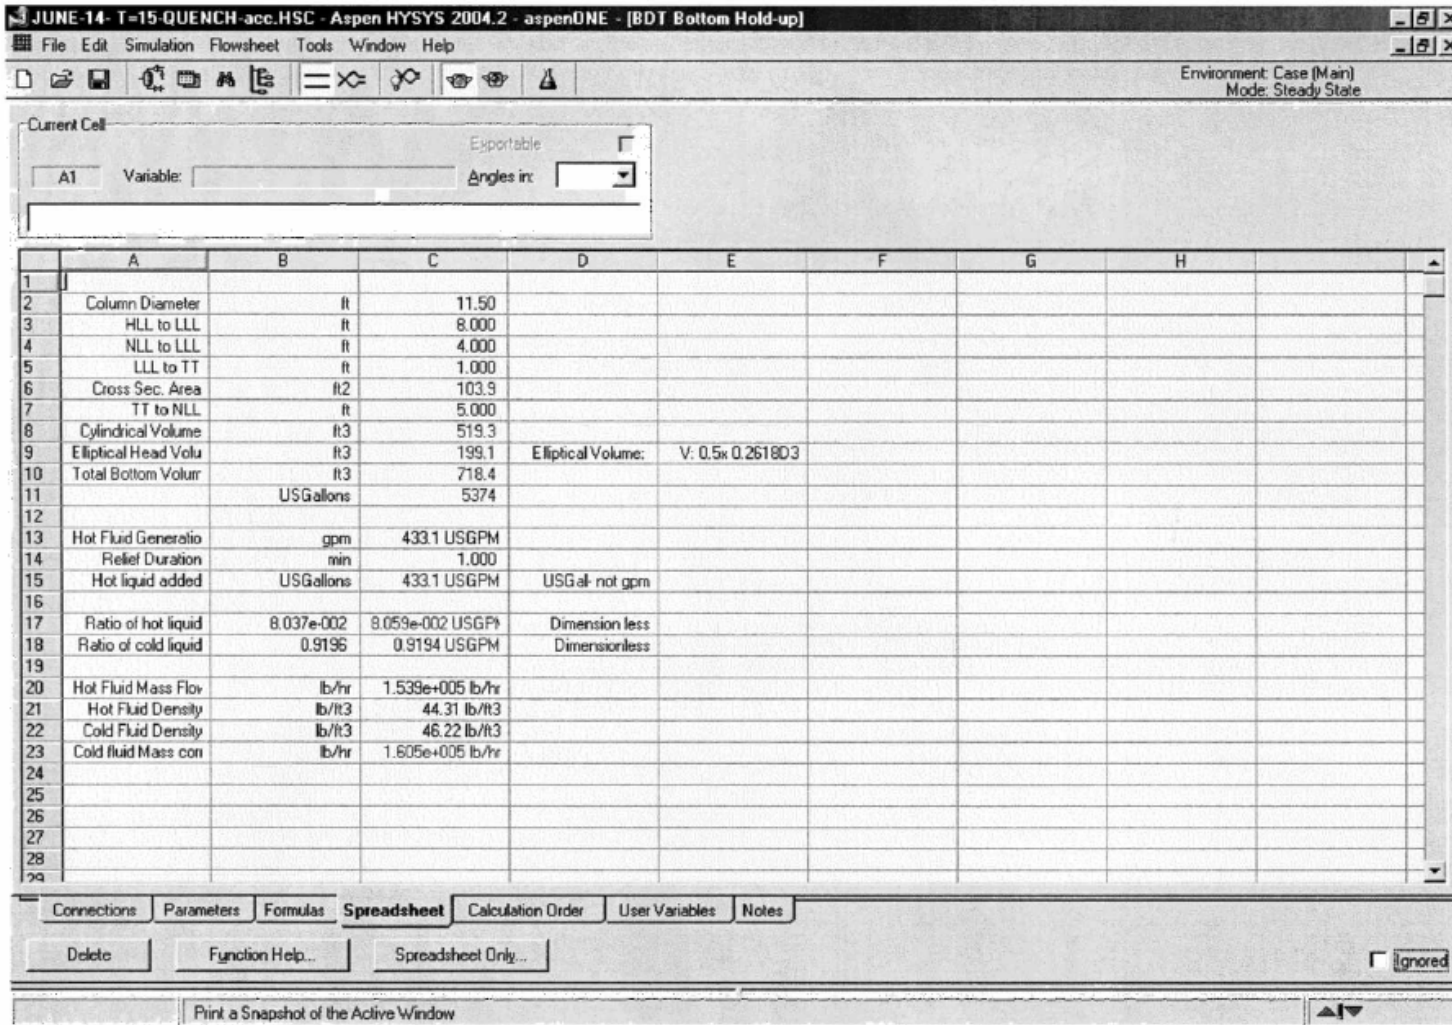 JUNE-14- T=15-QUENCH-acc.HSC - Aspen HYSYS 2004.2 - aspenONE - [BDT Bottom Hold-up]
File Edit Simulation Flowsheet Tools Window Help
Environment: Case (Main)
Mode: Steady State
Current Cell
Exportable
A1 Variable: Angles in:
A B C D E F G H
1
2 Column Diameter ft 11.50
3 HLL to LLL ft 8.000
4 NLL to LLL ft 4.000
5 LLL to TT ft 1.000
6 Cross Sec. Area ft2 103.9
7 TT to NLL ft 5.000
8 Cylindrical Volume ft3 519.3
9 Elliptical Head Volu ft3 199.1 Elliptical Volume: V: 0.5x 0.2618D3
10 Total Bottom Volum ft3 718.4
11 USGallons 5374
12
13 Hot Fluid Generatio gpm 433.1 USGPM
14 Relief Duration min 1.000
15 Hot liquid added USGallons 433.1 USGPM USGal- not gpm
16
17 Ratio of hot liquid 8.037e-002 8.059e-002 USGPM Dimension less
18 Ratio of cold liquid 0.9196 0.9194 USGPM Dimensionless
19
20 Hot Fluid Mass Flov lb/hr 1.539e+005 lb/hr
21 Hot Fluid Density lb/ft3 44.31 lb/ft3
22 Cold Fluid Density lb/ft3 46.22 lb/ft3
23 Cold fluid Mass con lb/hr 1.605e+005 lb/hr
24
25
26
27
28
29
Connections Parameters Formulas Spreadsheet Calculation Order User Variables Notes
Delete Function Help... Spreadsheet Only... Ignored
Print a Snapshot of the Active Window